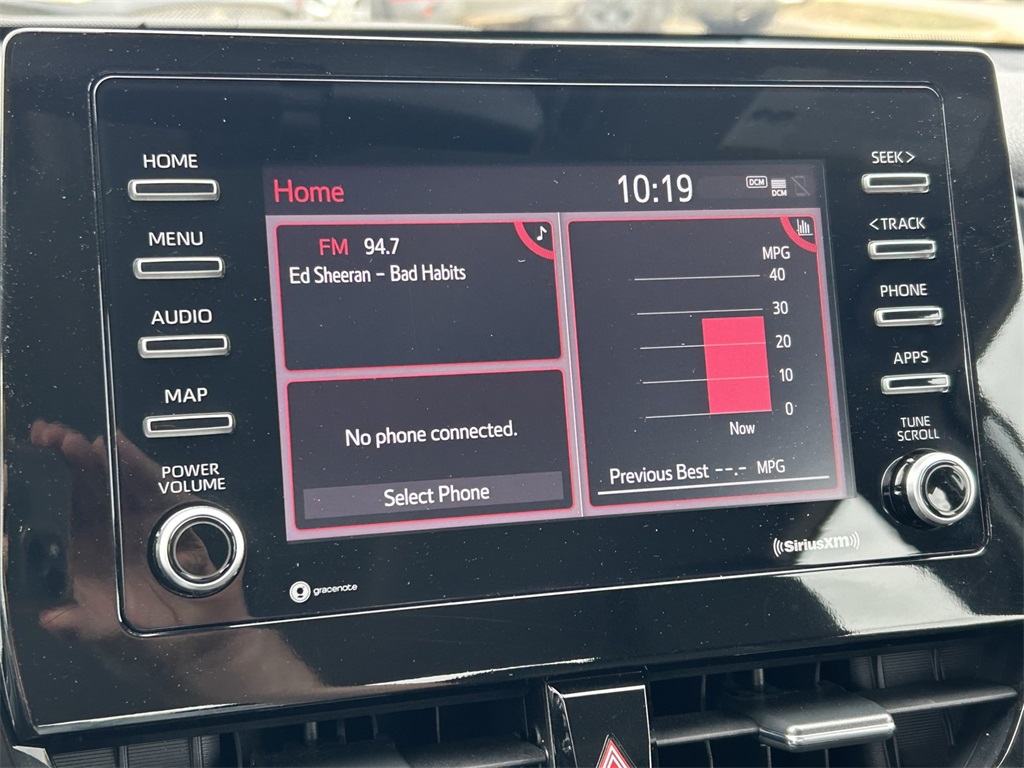 HOME
MENU
AUDIO
MAP
POWER
VOLUME
Home
10:19
DCM
DCM
FM 94.7
Ed Sheeran - Bad Habits
No phone connected.
Select Phone
MPG
40
30
20
10
0
Now
Previous Best --.- MPG
SEEK >
< TRACK
PHONE
APPS
TUNE
SCROLL
gracenote
((SiriusXM))